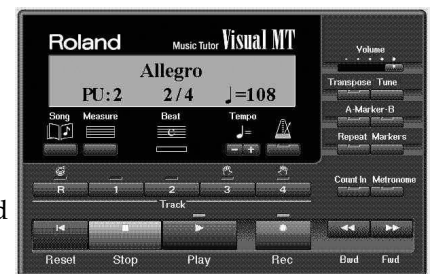 Roland Music Tutor Visual MT
Allegro
PU:2 2/4 ♩=108
Song Measure Beat Tempo
C ♩=
- +
Volume
Transpose Tune
A-Marker-B
Repeat Markers
Count In Metronome
R 1 2 3 4
Track
d
Reset Stop Play Rec Bwd Fwd